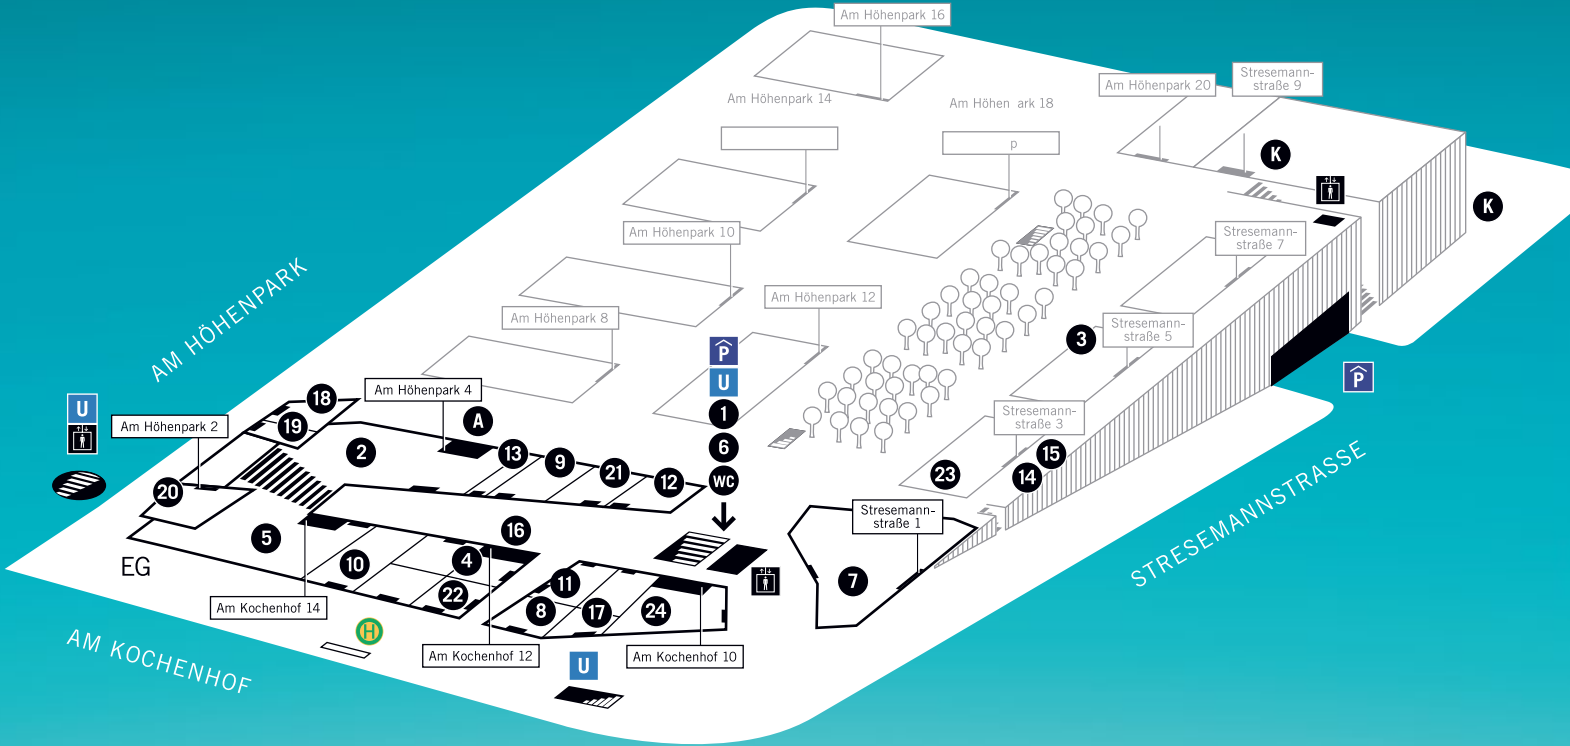 Am Höhenpark 16
Am Höhenpark 14
Am Höhen ark 18
p
Am Höhenpark 20
Stresemann-
straße 9
K
K
Am Höhenpark 10
Stresemann-
straße 7
Am Höhenpark 12
Am Höhenpark 8
3
Stresemann-
straße 5
P
P
U
1
6
WC
AM HÖHENPARK
U
Am Höhenpark 2
Am Höhenpark 4
18
19
A
2
13
9
21
12
Stresemann-
straße 3
23
15
14
20
5
16
10
4
22
EG
Stresemann-
straße 1
7
11
8
17
24
Am Kochenhof 14
H
Am Kochenhof 12
Am Kochenhof 10
U
AM KOCHENHOF
STRESEMANNSTRASSE